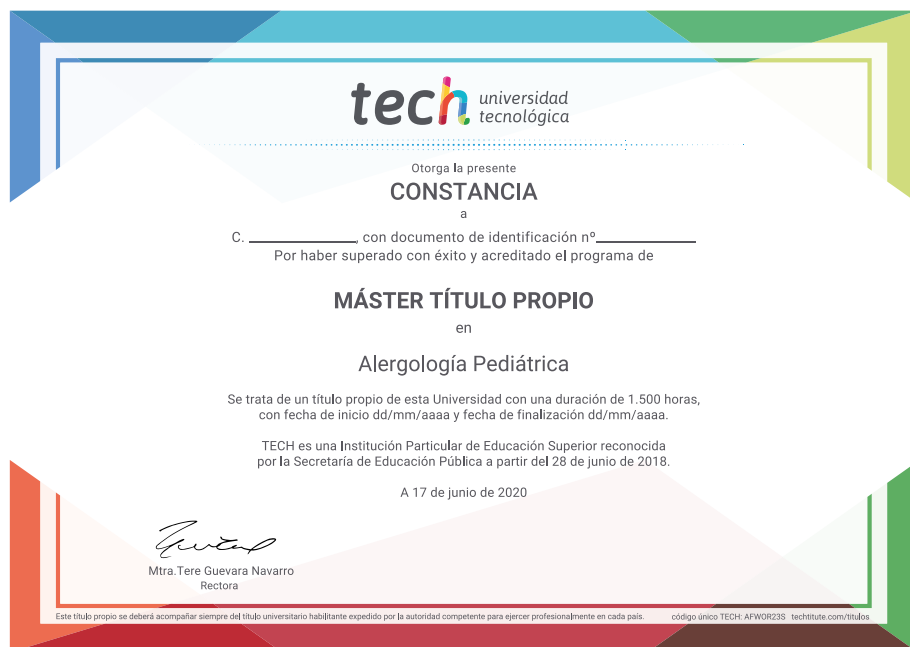 tech universidad
tecnológica
Otorga la presente
CONSTANCIA
a
C. ____________, con documento de identificación nº____________
Por haber superado con éxito y acreditado el programa de
MÁSTER TÍTULO PROPIO
en
Alergología Pediátrica
Se trata de un título propio de esta Universidad con una duración de 1.500 horas,
con fecha de inicio dd/mm/aaaa y fecha de finalización dd/mm/aaaa.
TECH es una Institución Particular de Educación Superior reconocida
por la Secretaría de Educación Pública a partir del 28 de junio de 2018.
A 17 de junio de 2020
Mtra.Tere Guevara Navarro
Rectora
Este título propio se deberá acompañar siempre del título universitario habilitante expedido por la autoridad competente para ejercer profesionalmente en cada país. código único TECH: AFWOR23S techtitute.com/titulos